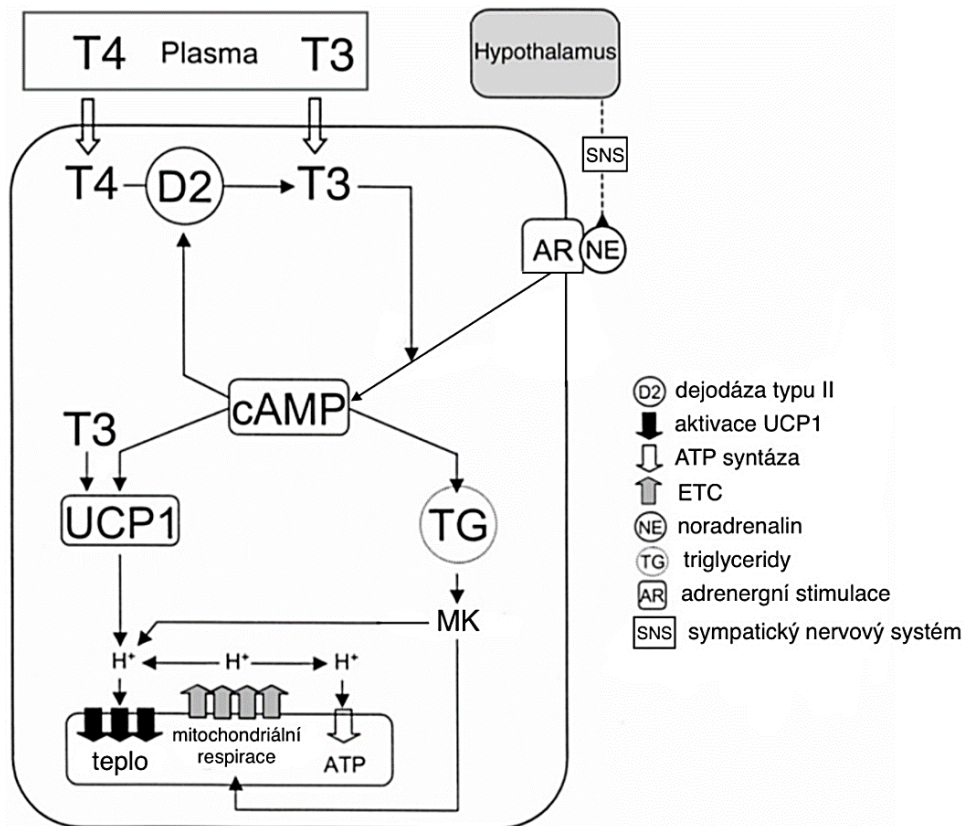 T4 Plasma T3
Hypothalamus
SNS
T4 D2 T3
AR NE
cAMP
T3
UCP1
TG
MK
H+ H+ H+
teplo
mitochondriální
respirace
ATP
D2 dejodáza typu II
aktivace UCP1
ATP syntáza
ETC
NE noradrenalin
TG triglyceridy
AR adrenergní stimulace
SNS sympatický nervový systém